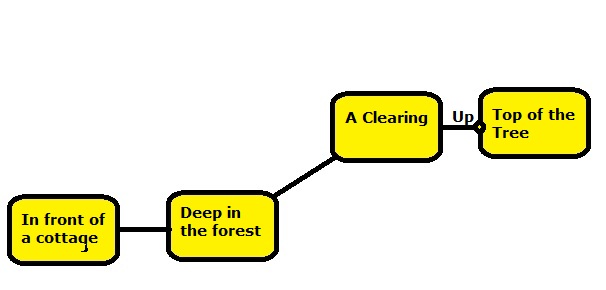 A Clearing
Up
Top of the
Tree
Deep in
the forest
In front of
a cottage